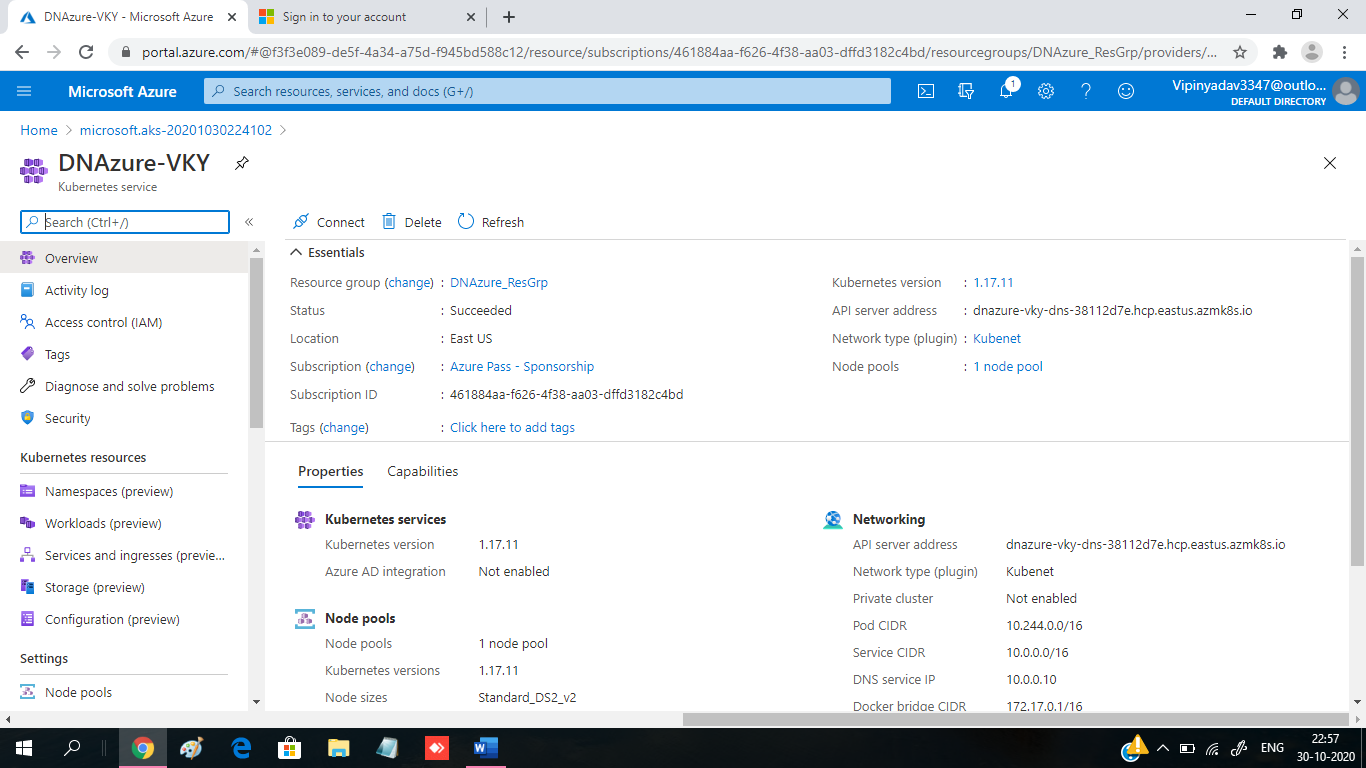 DNAzure-VKY - Microsoft Azure
Sign in to your account
portal.azure.com/#@f3f3e089-de5f-4a34-a75d-f945bd588c12/resource/subscriptions/461884aa-f626-4f38-aa03-dffd3182c4bd/resourcegroups/DNAzure_ResGrp/providers/...
Microsoft Azure
Search resources, services, and docs (G+/)
1
Vipinyadav3347@outlo...
DEFAULT DIRECTORY
Home > microsoft.aks-20201030224102 >
DNAzure-VKY
Kubernetes service
Search (Ctrl+/)
«
Overview
Activity log
Access control (IAM)
Tags
Diagnose and solve problems
Security
Kubernetes resources
Namespaces (preview)
Workloads (preview)
Services and ingresses (previe...
Storage (preview)
Configuration (preview)
Settings
Node pools
Connect Delete Refresh
Essentials
Resource group (change) : DNAzure_ResGrp
Status : Succeeded
Location : East US
Subscription (change) : Azure Pass - Sponsorship
Subscription ID : 461884aa-f626-4f38-aa03-dffd3182c4bd
Tags (change) : Click here to add tags
Kubernetes version : 1.17.11
API server address : dnazure-vky-dns-38112d7e.hcp.eastus.azmk8s.io
Network type (plugin) : Kubenet
Node pools : 1 node pool
Properties Capabilities
Kubernetes services
Kubernetes version 1.17.11
Azure AD integration Not enabled
Node pools
Node pools 1 node pool
Kubernetes versions 1.17.11
Node sizes Standard_DS2_v2
Networking
API server address dnazure-vky-dns-38112d7e.hcp.eastus.azmk8s.io
Network type (plugin) Kubenet
Private cluster Not enabled
Pod CIDR 10.244.0.0/16
Service CIDR 10.0.0.0/16
DNS service IP 10.0.0.10
Docker bridge CIDR 172.17.0.1/16
ENG
22:57
30-10-2020